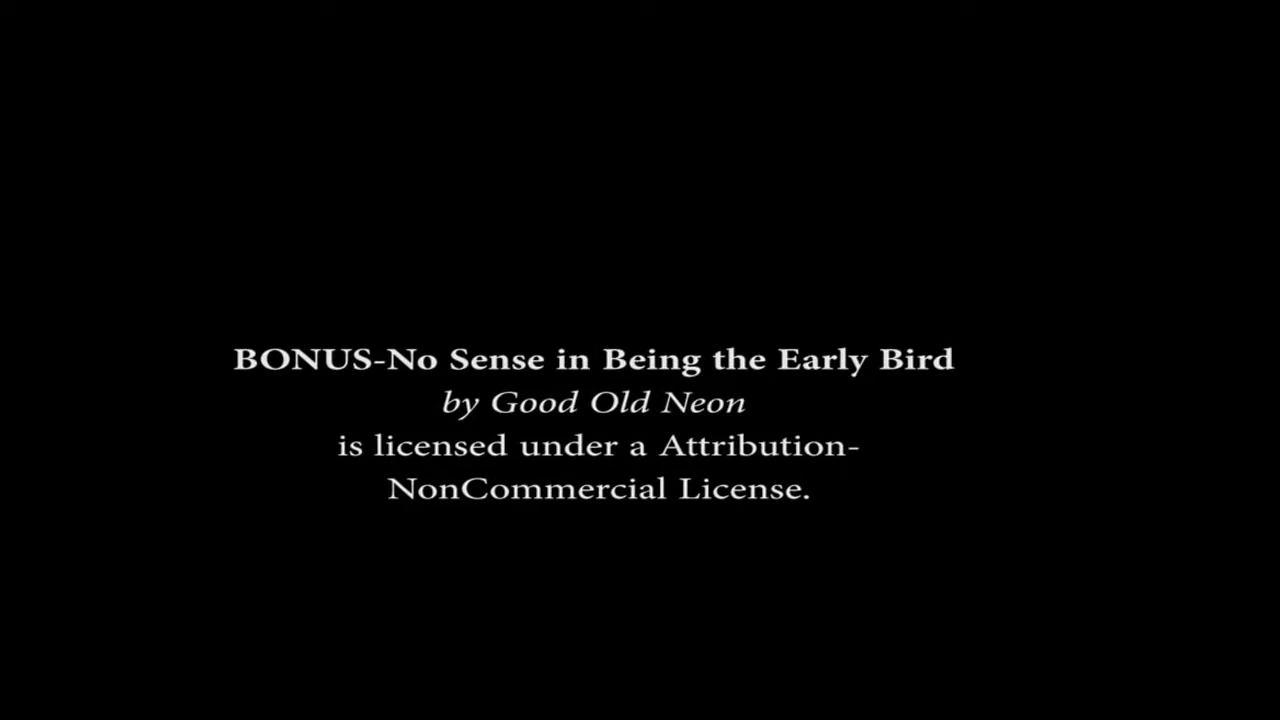 BONUS-No Sense in Being the Early Bird
by Good Old Neon
is licensed under a Attribution-
NonCommercial License.